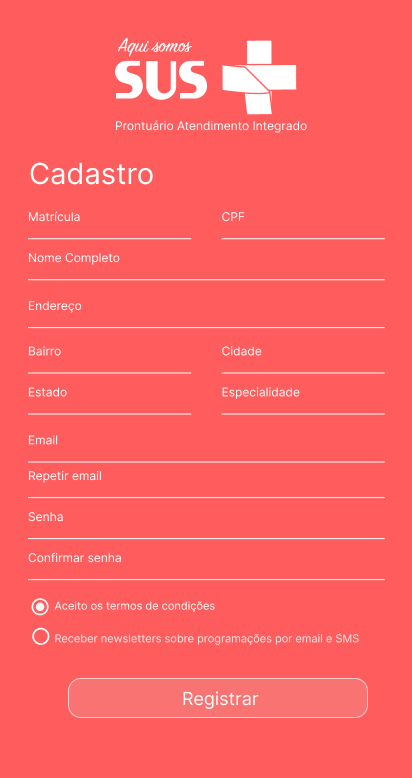 Aqui somos
SUS
Prontuário Atendimento Integrado
Cadastro
Matrícula
CPF
Nome Completo
Endereço
Bairro
Cidade
Estado
Especialidade
Email
Repetir email
Senha
Confirmar senha
Aceito os termos de condições
Receber newsletters sobre programações por email e SMS
Registrar